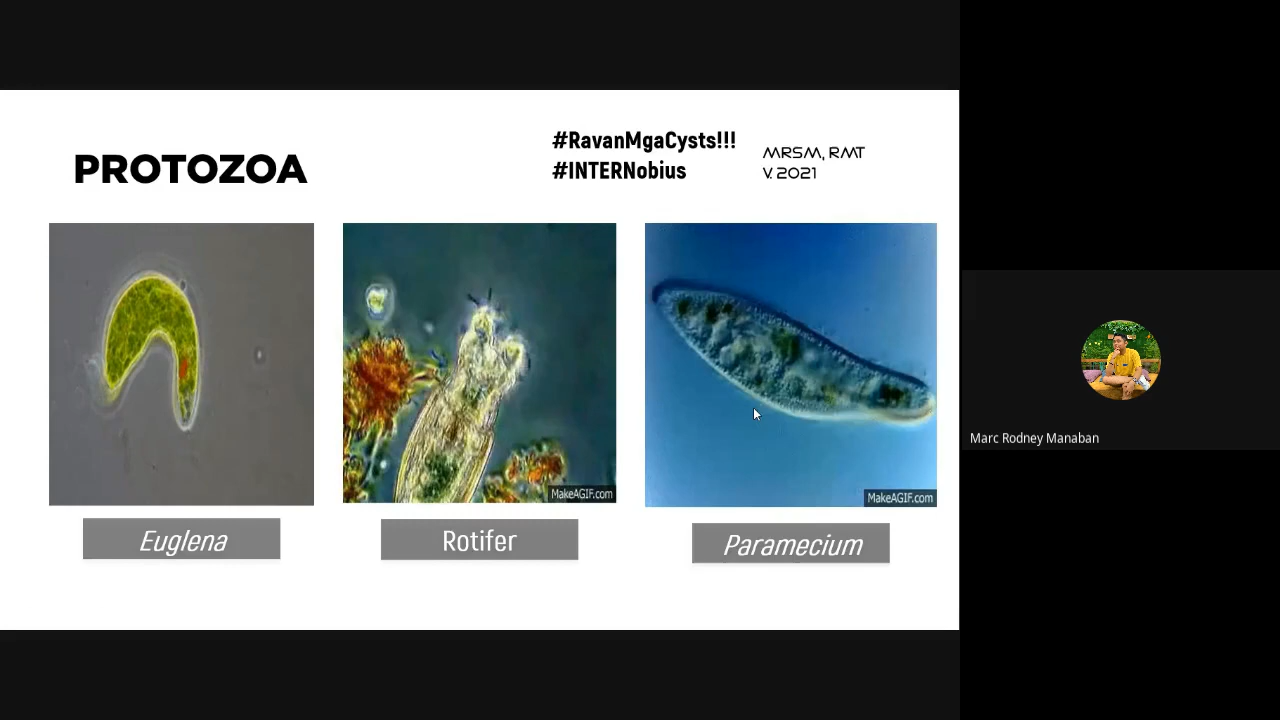 PROTOZOA
#RavanMgaCysts!!!
#INTERNobius
MRSM, RMT
V. 2021
MakeAGIF.com
MakeAGIF.com
Euglena
Rotifer
Paramecium
Marc Rodney Manaban